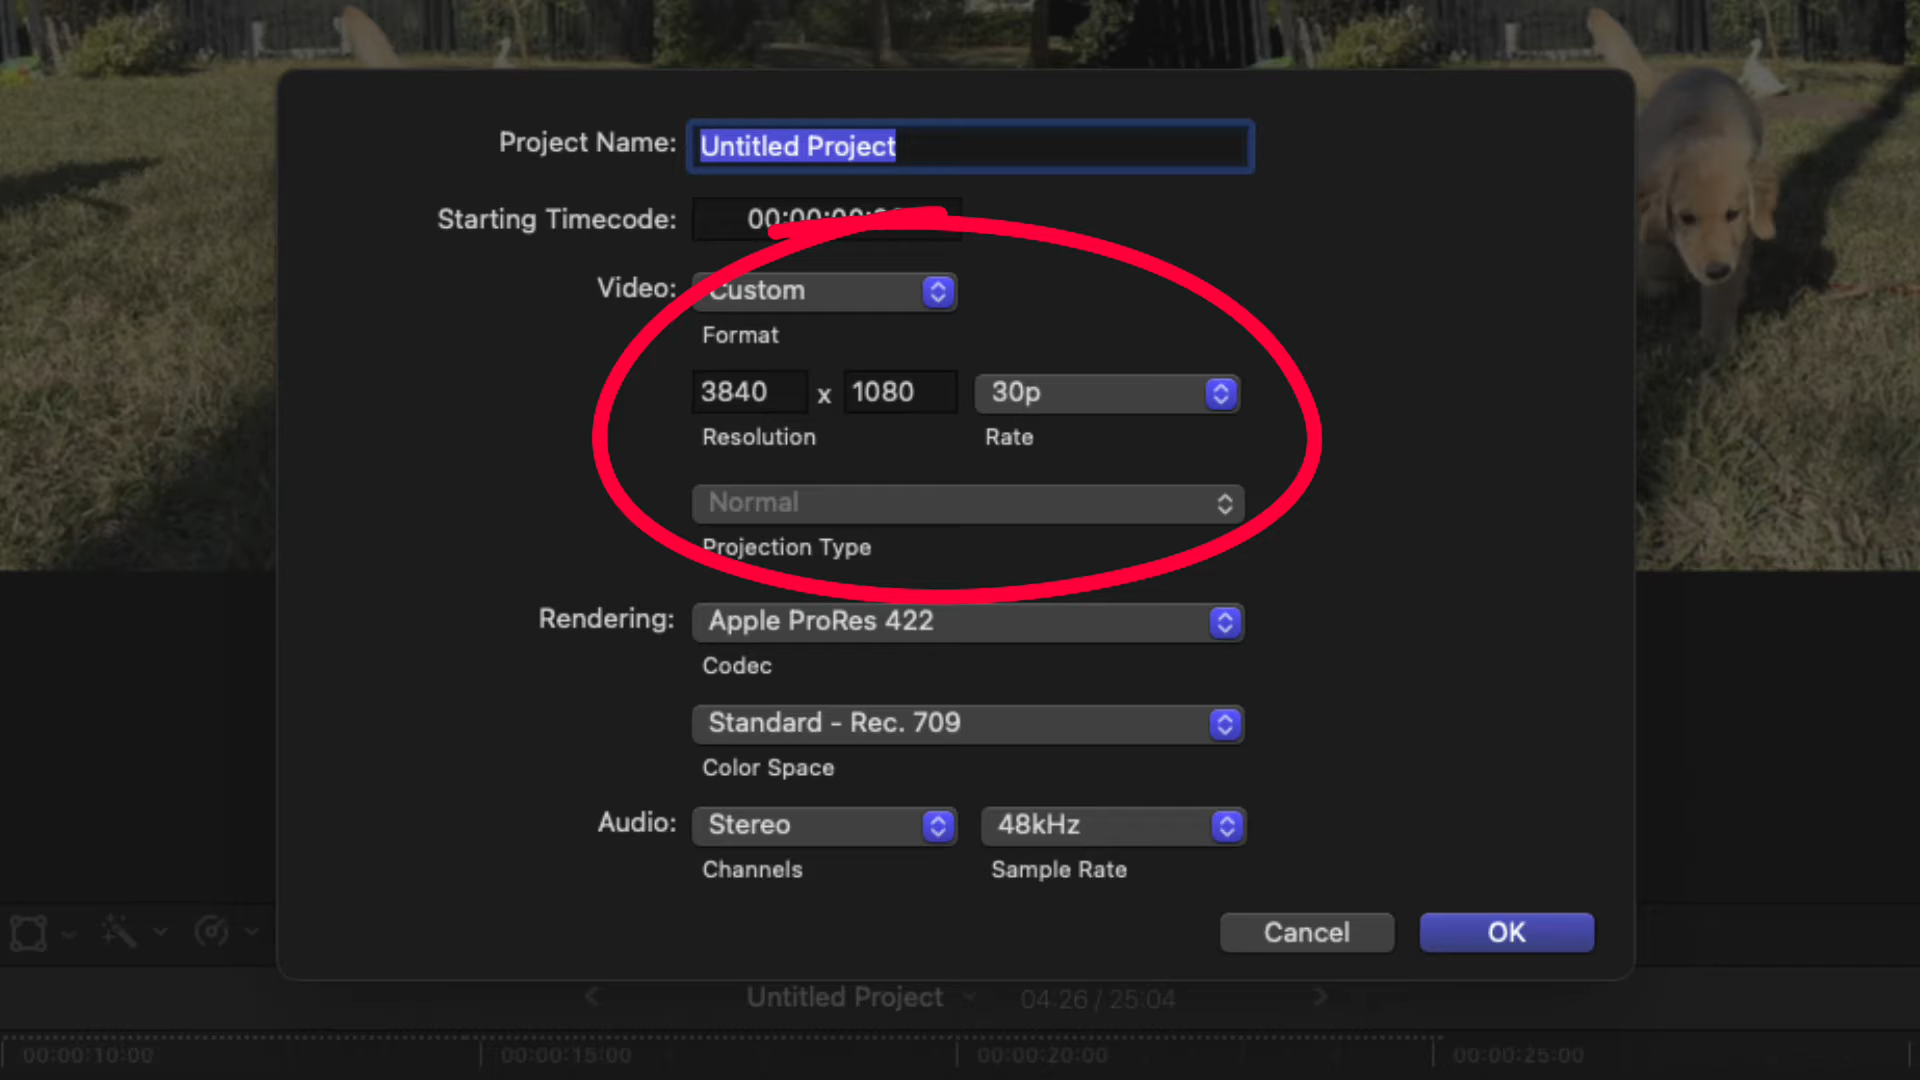 Project Name: Untitled Project
Starting Timecode: 00:00:00:
Video: Custom
Format
3840 x 1080 30p
Resolution Rate
Normal
Projection Type
Rendering: Apple ProRes 422
Codec
Standard - Rec. 709
Color Space
Audio: Stereo 48kHz
Channels Sample Rate
Cancel OK
Untitled Project 04:26 / 25:04
00:00:10:00 00:00:15:00 00:00:20:00 00:00:25:00